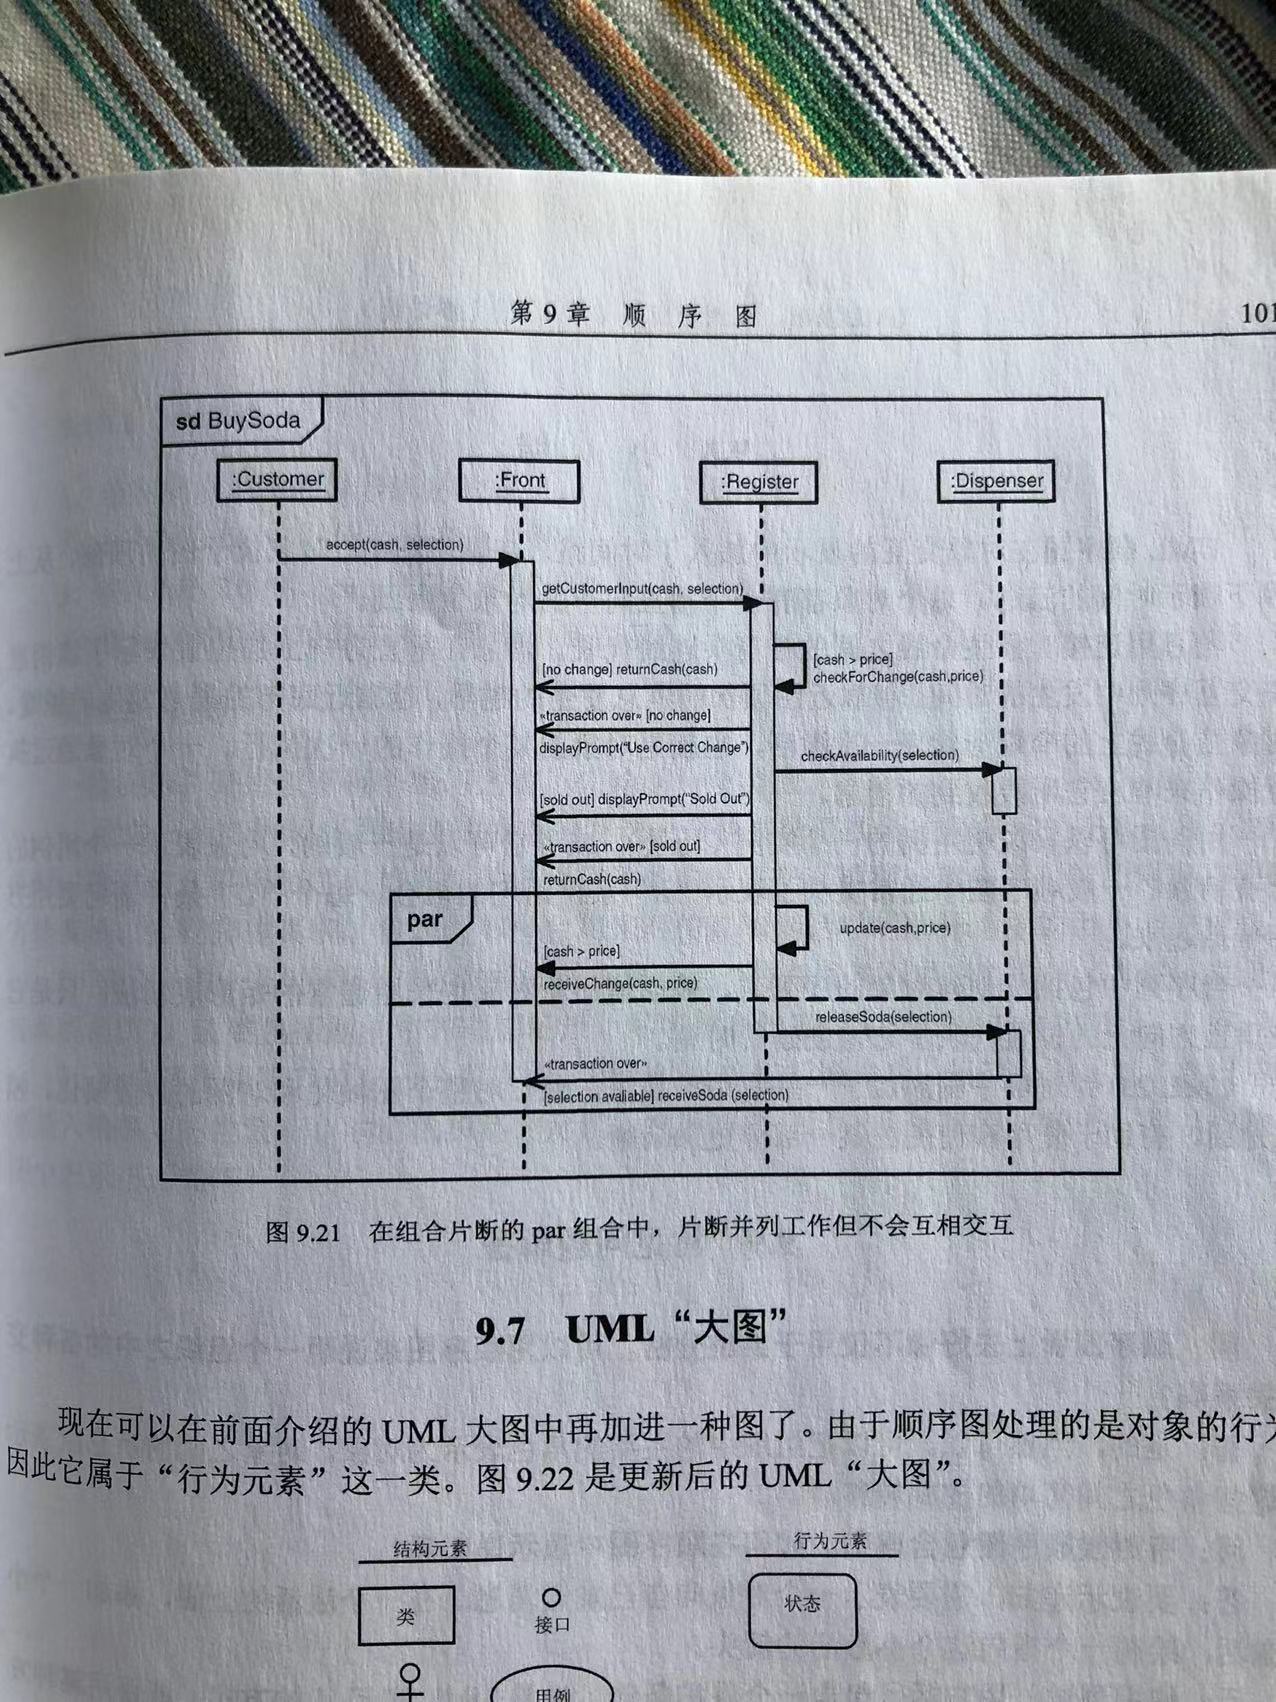 第9章 顺 序 图
101
sd BuySoda
:Customer
:Front
:Register
:Dispenser
accept(cash, selection)
getCustomerInput(cash, selection)
[cash > price]
checkForChange(cash,price)
[no change] returnCash(cash)
«transaction over» [no change]
displayPrompt("Use Correct Change")
checkAvailability(selection)
[sold out] displayPrompt("Sold Out")
«transaction over» [sold out]
returnCash(cash)
par
update(cash,price)
[cash > price]
receiveChange(cash, price)
releaseSoda(selection)
«transaction over»
[selection avaliable] receiveSoda (selection)
图 9.21 在组合片断的 par 组合中，片断并列工作但不会互相交互
9.7 UML “大图”
现在可以在前面介绍的 UML 大图中再加进一种图了。由于顺序图处理的是对象的行为
因此它属于“行为元素”这一类。图 9.22 是更新后的 UML“大图”。
结构元素
行为元素
类
接口
状态
用例